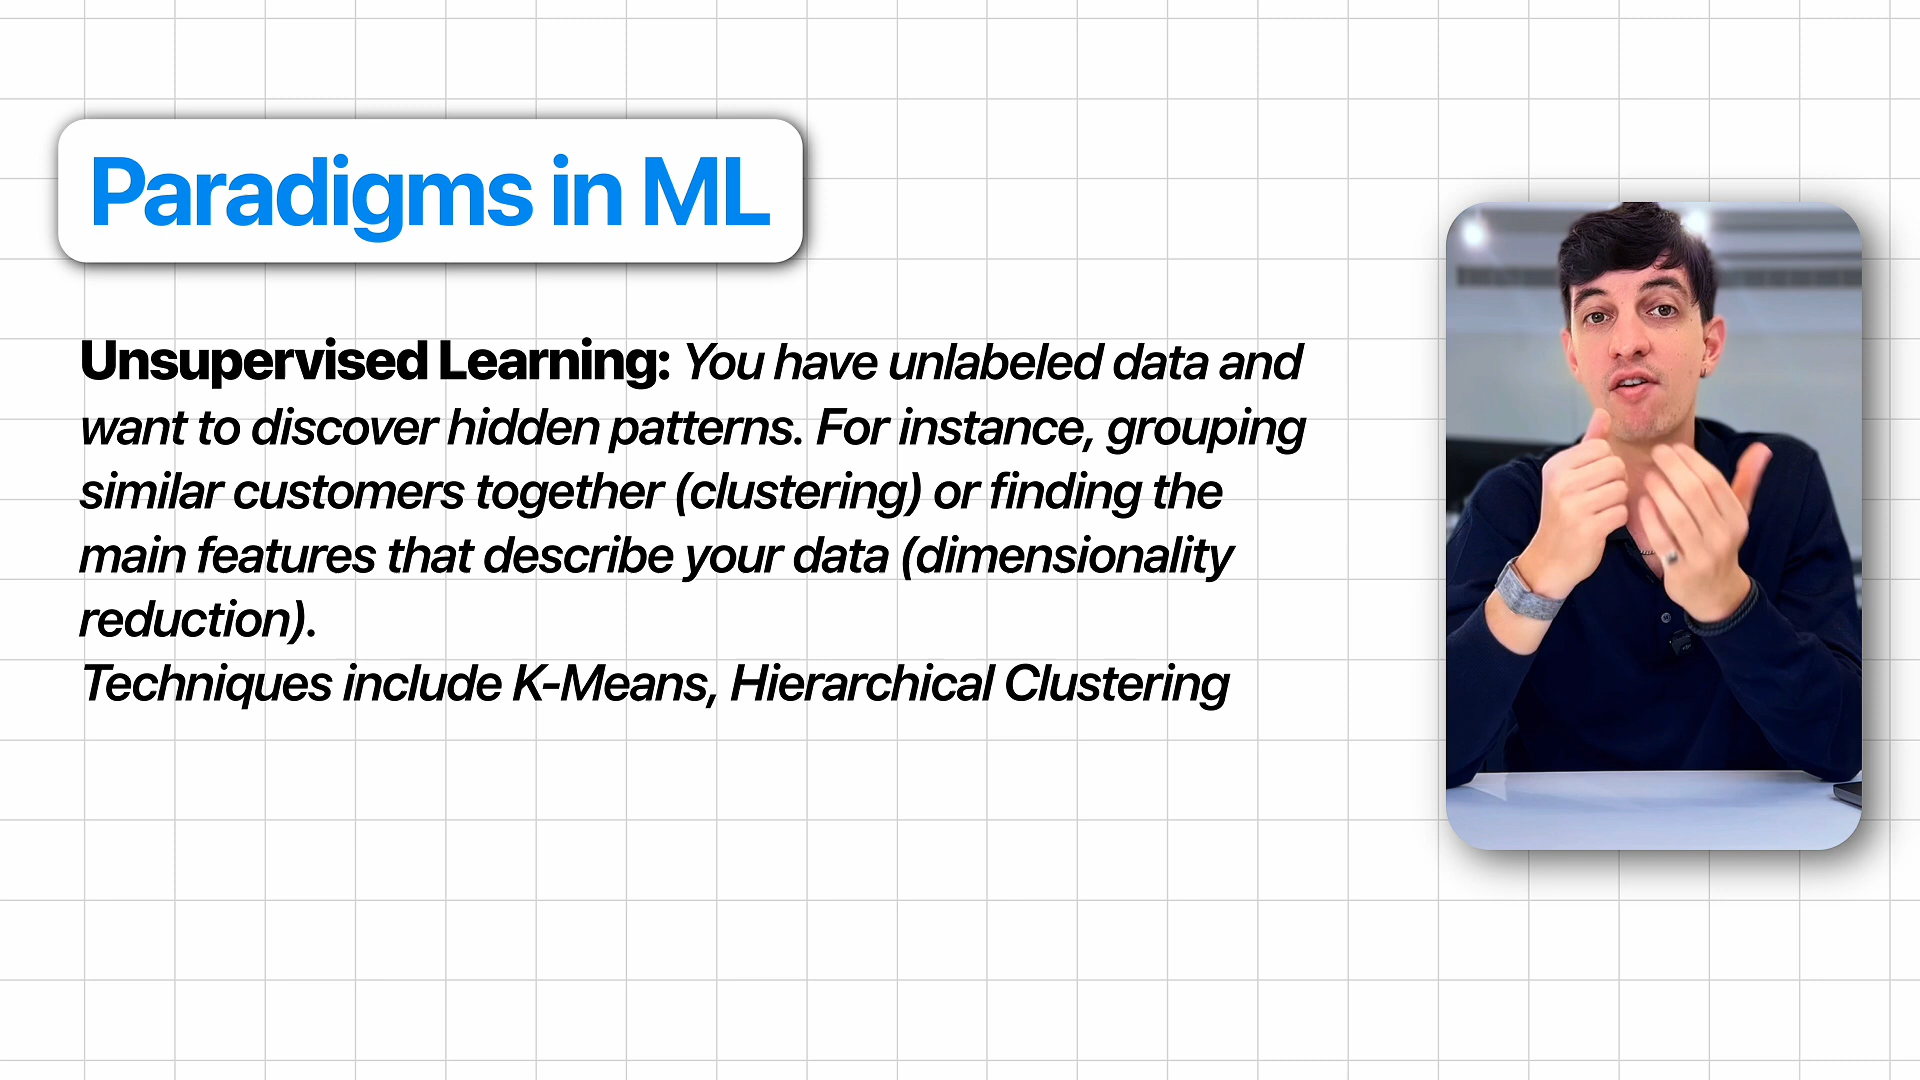 Paradigms in ML
Unsupervised Learning: You have unlabeled data and
want to discover hidden patterns. For instance, grouping
similar customers together (clustering) or finding the
main features that describe your data (dimensionality
reduction).
Techniques include K-Means, Hierarchical Clustering